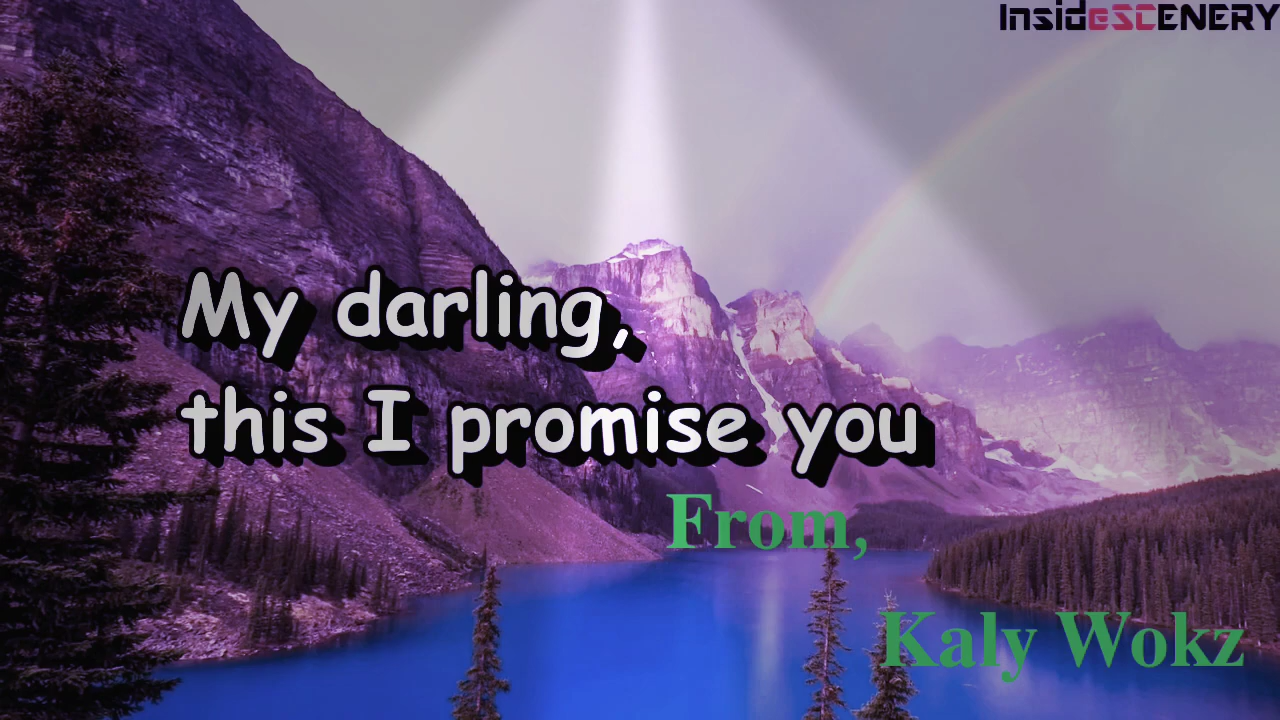 InsideSCENERY
My darling,
this I promise you
From,
Kaly Wokz